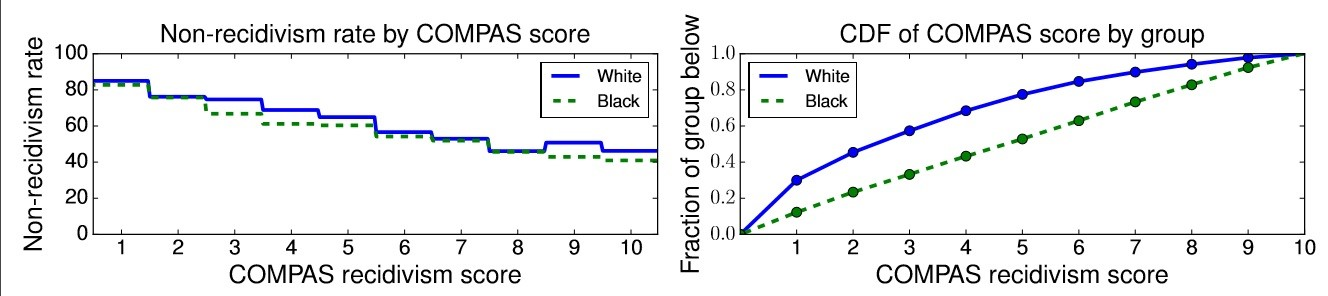 Non-recidivism rate by COMPAS score
Non-recidivism rate
100
80
60
40
20
0
White
Black
1 2 3 4 5 6 7 8 9 10
COMPAS recidivism score
CDF of COMPAS score by group
Fraction of group below
1.0
0.8
0.6
0.4
0.2
0.0
White
Black
1 2 3 4 5 6 7 8 9 10
COMPAS recidivism score